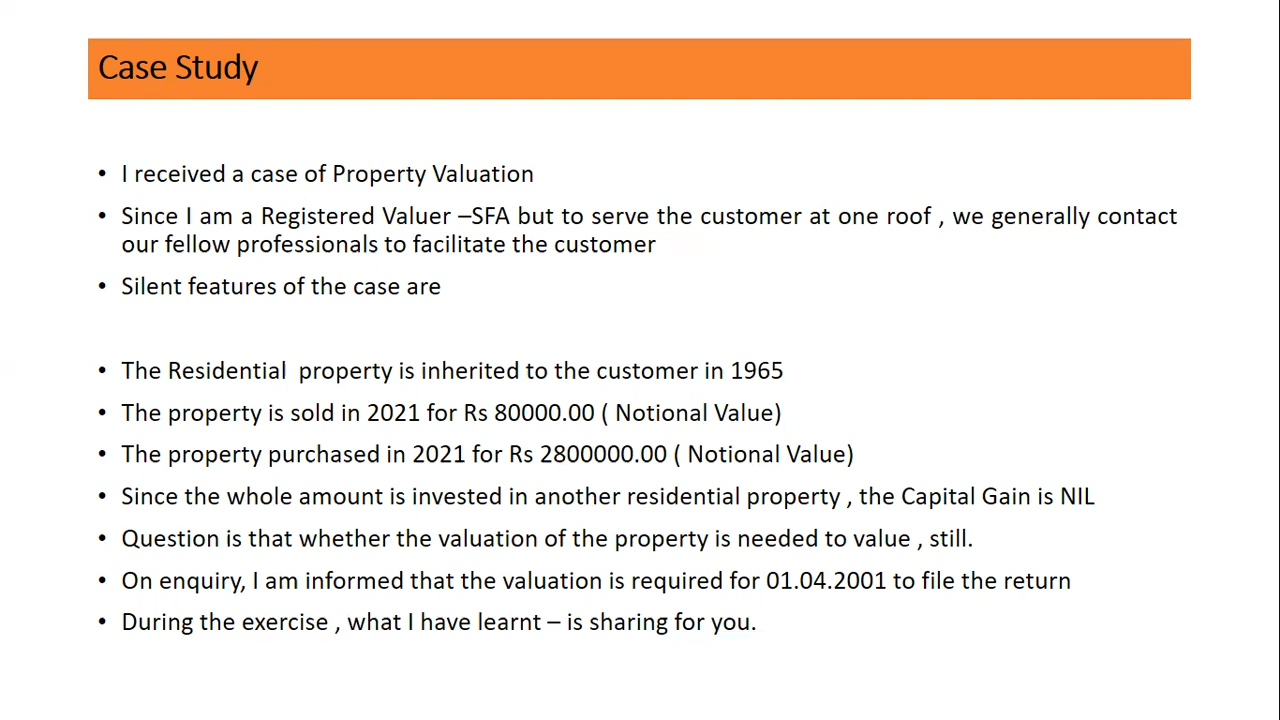 Case Study
• I received a case of Property Valuation
• Since I am a Registered Valuer –SFA but to serve the customer at one roof , we generally contact
our fellow professionals to facilitate the customer
• Silent features of the case are
• The Residential  property is inherited to the customer in 1965
• The property is sold in 2021 for Rs 80000.00 ( Notional Value)
• The property purchased in 2021 for Rs 2800000.00 ( Notional Value)
• Since the whole amount is invested in another residential property , the Capital Gain is NIL
• Question is that whether the valuation of the property is needed to value , still.
• On enquiry, I am informed that the valuation is required for 01.04.2001 to file the return
• During the exercise , what I have learnt – is sharing for you.